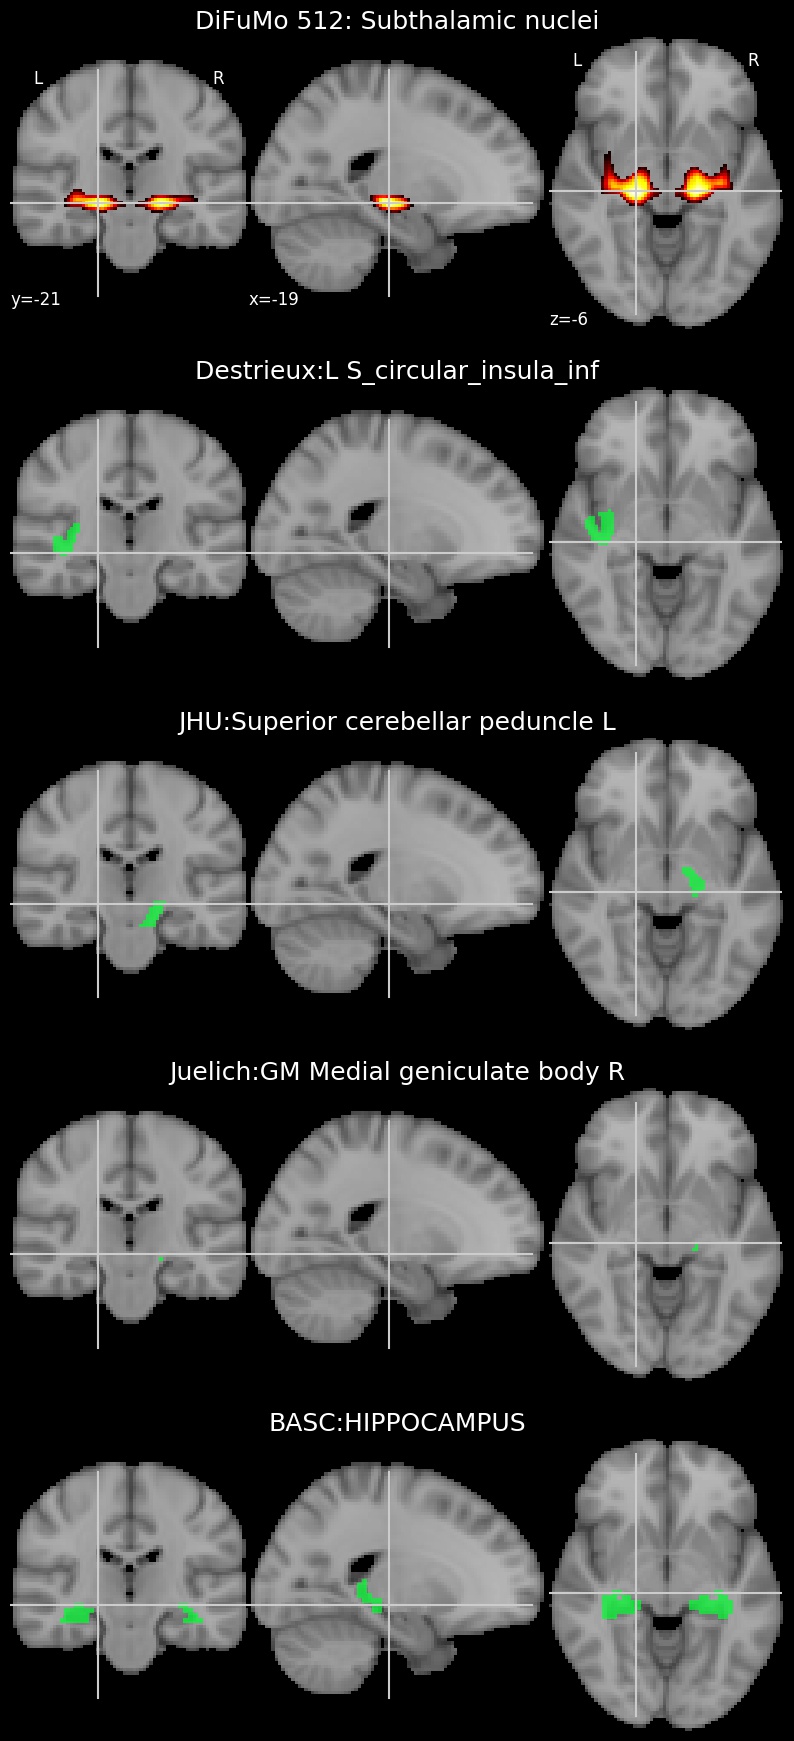 DiFuMo 512: Subthalamic nuclei
L R L R
y=-21 x=-19 z=-6
Destrieux:L S_circular_insula_inf
JHU:Superior cerebellar peduncle L
Juelich:GM Medial geniculate body R
BASC:HIPPOCAMPUS